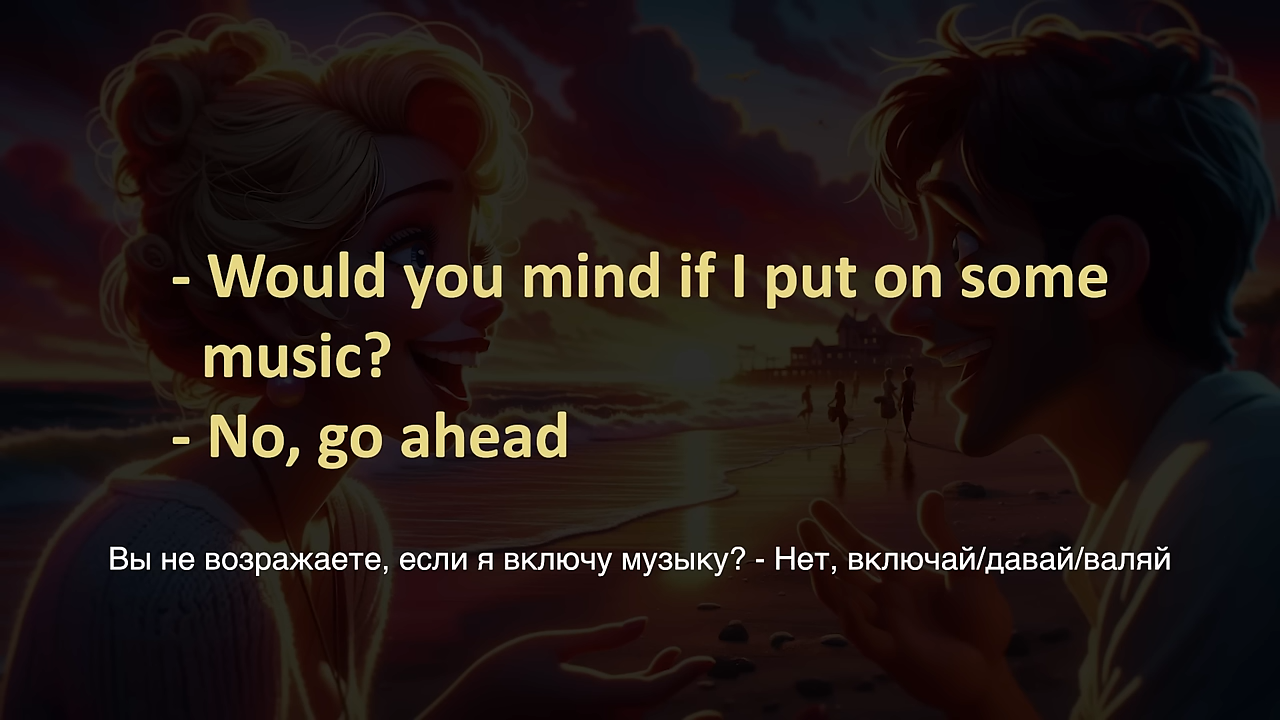 - Would you mind if I put on some
music?
- No, go ahead
Вы не возражаете, если я включу музыку? - Нет, включай/давай/валяй